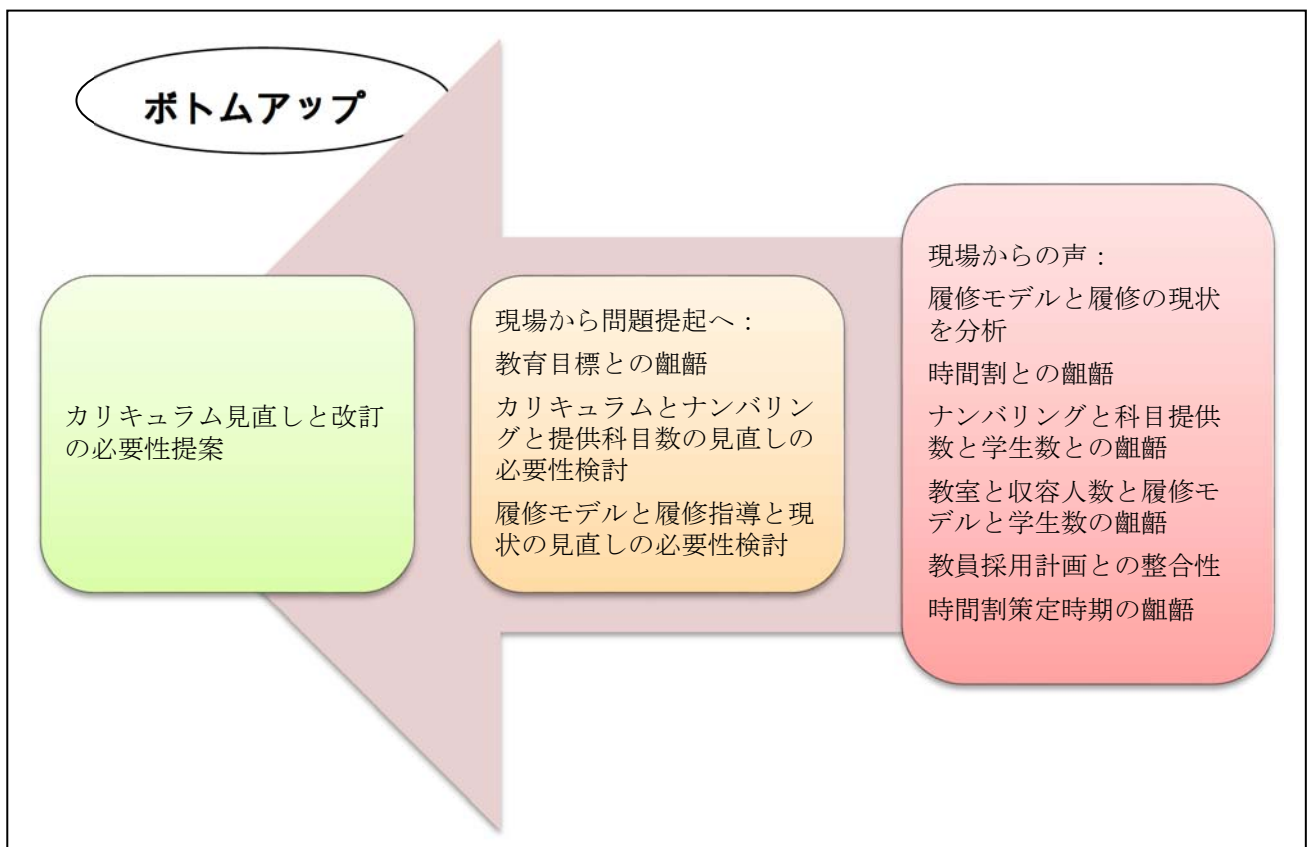 ボトムアップ
カリキュラム見直しと改訂
の必要性提案
現場から問題提起へ：
教育目標との齟齬
カリキュラムとナンバリン
グと提供科目数の見直しの
必要性検討
履修モデルと履修指導と現
状の見直しの必要性検討
現場からの声：
履修モデルと履修の現状
を分析
時間割との齟齬
ナンバリングと科目提供
数と学生数との齟齬
教室と収容人数と履修モ
デルと学生数の齟齬
教員採用計画との整合性
時間割策定時期の齟齬